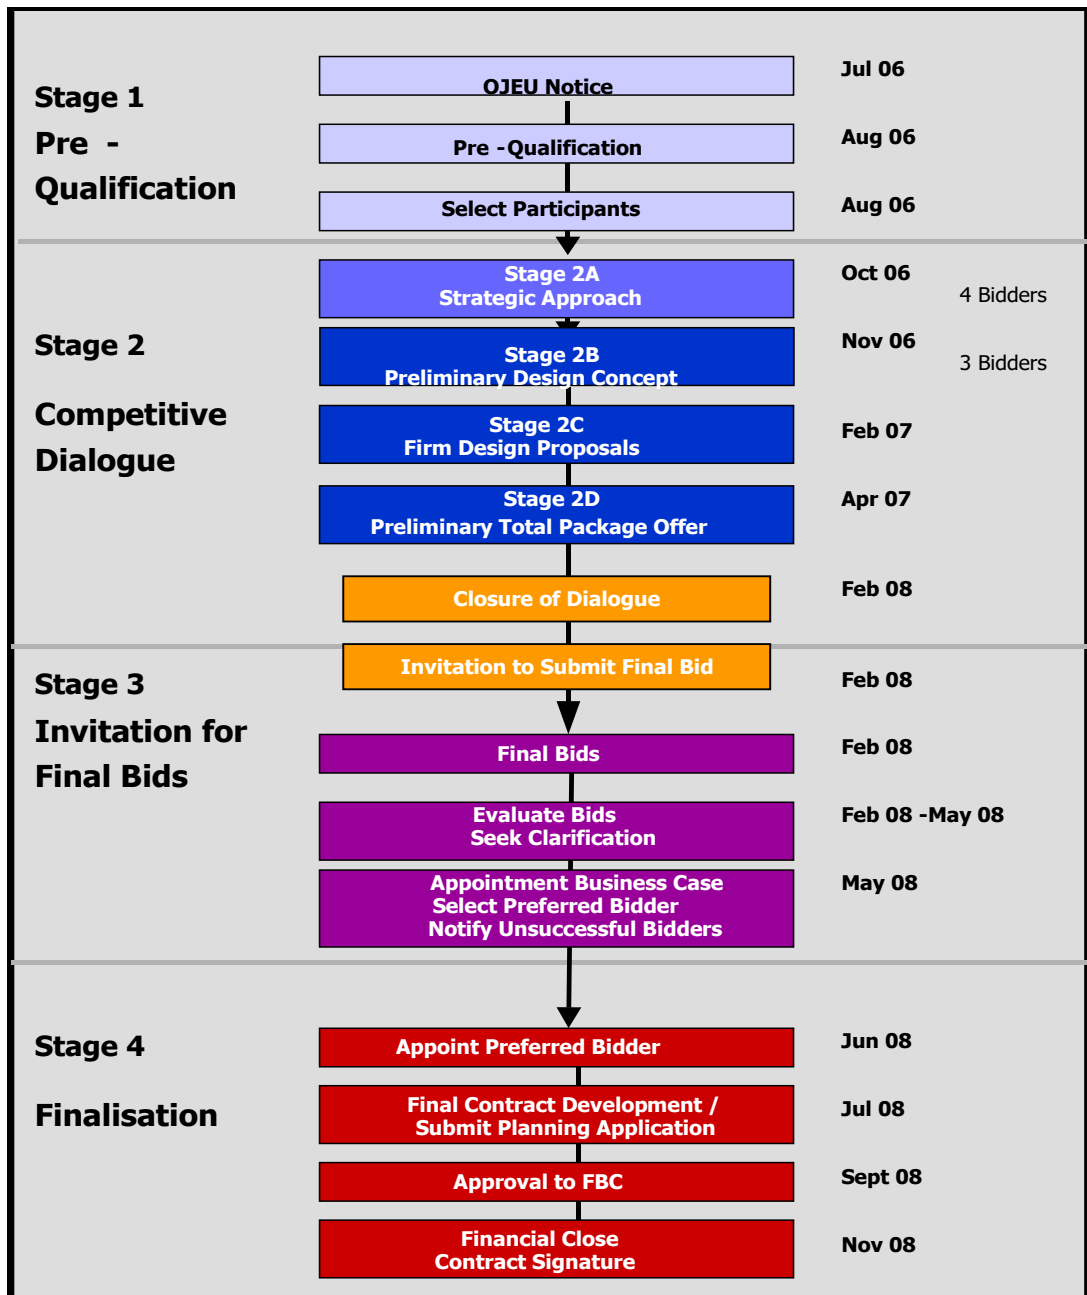 Stage 1
Pre -
Qualification
OJEU Notice
Jul 06
Pre -Qualification
Aug 06
Select Participants
Aug 06
Stage 2
Competitive
Dialogue
Stage 2A
Strategic Approach
Oct 06
4 Bidders
Stage 2B
Preliminary Design Concept
Nov 06
3 Bidders
Stage 2C
Firm Design Proposals
Feb 07
Stage 2D
Preliminary Total Package Offer
Apr 07
Closure of Dialogue
Feb 08
Stage 3
Invitation for
Final Bids
Invitation to Submit Final Bid
Feb 08
Final Bids
Feb 08
Evaluate Bids
Seek Clarification
Feb 08 -May 08
Appointment Business Case
Select Preferred Bidder
Notify Unsuccessful Bidders
May 08
Stage 4
Finalisation
Appoint Preferred Bidder
Jun 08
Final Contract Development /
Submit Planning Application
Jul 08
Approval to FBC
Sept 08
Financial Close
Contract Signature
Nov 08